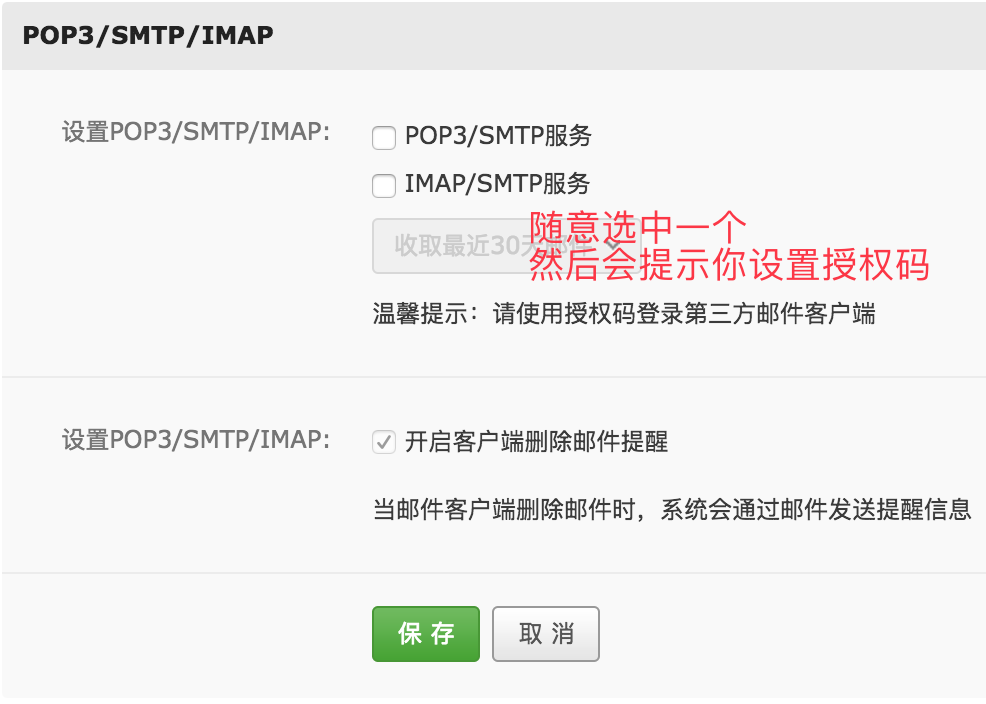 POP3/SMTP/IMAP
设置POP3/SMTP/IMAP:
POP3/SMTP服务
IMAP/SMTP服务
收取最近30天邮件
随意选中一个
然后会提示你设置授权码
温馨提示：请使用授权码登录第三方邮件客户端
设置POP3/SMTP/IMAP:
开启客户端删除邮件提醒
当邮件客户端删除邮件时，系统会通过邮件发送提醒信息
保 存
取 消